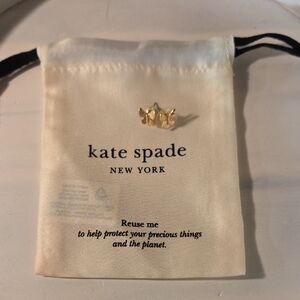 kate spade
NEW YORK
Reuse me
to help protect your precious things
and the planet.